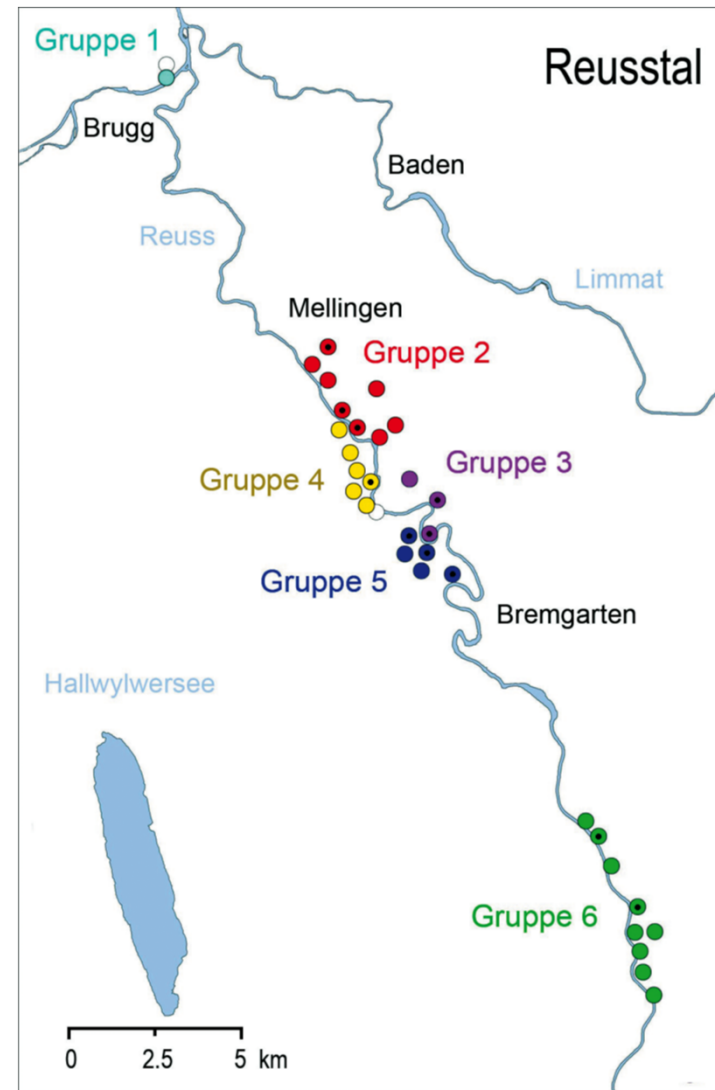 Gruppe 1
Reusstal
Brugg
Baden
Reuss
Limmat
Mellingen
Gruppe 2
Gruppe 3
Gruppe 4
Gruppe 5
Bremgarten
Hallwylwersee
Gruppe 6
0 2.5 5 km